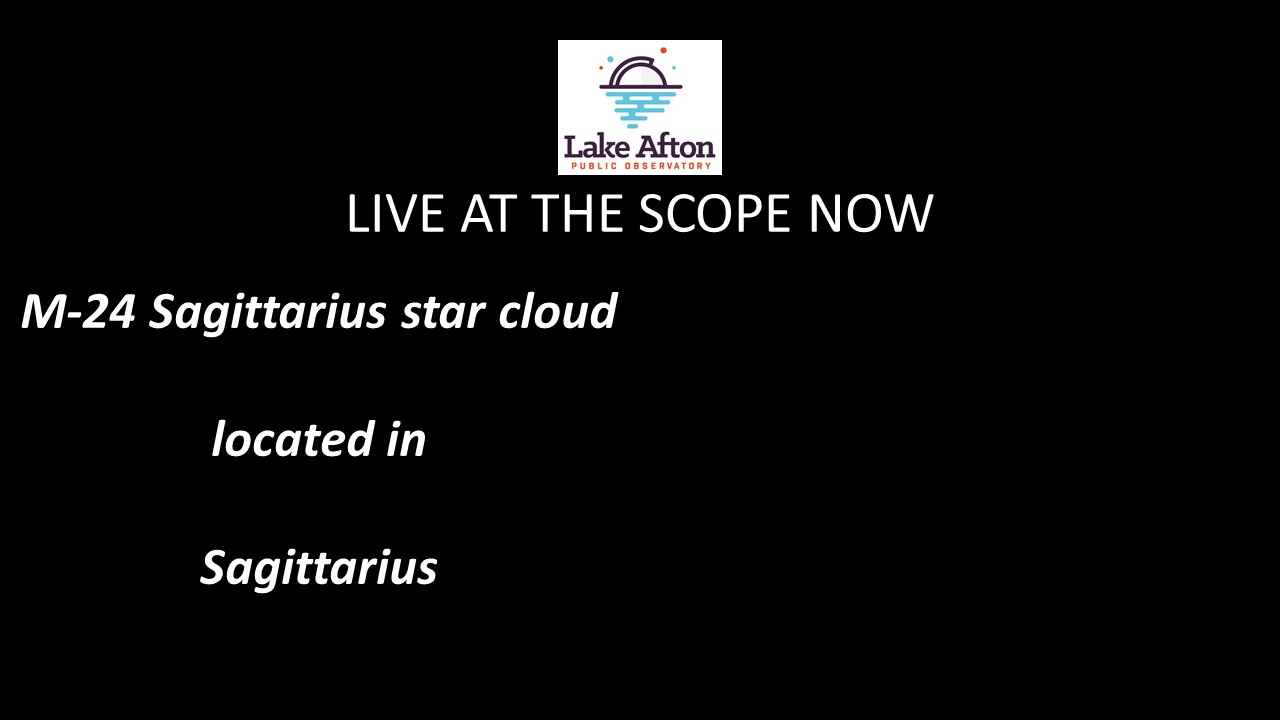 Lake Afton
PUBLIC OBSERVATORY
LIVE AT THE SCOPE NOW
M-24 Sagittarius star cloud
located in
Sagittarius